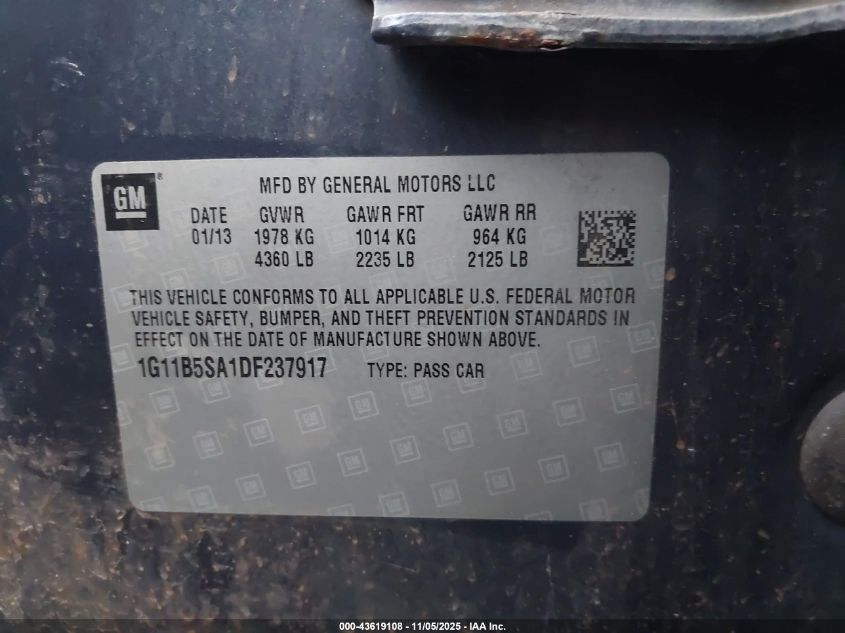 GM ®
MFD BY GENERAL MOTORS LLC
DATE GVWR GAWR FRT GAWR RR
01/13 1978 KG 1014 KG 964 KG
4360 LB 2235 LB 2125 LB
THIS VEHICLE CONFORMS TO ALL APPLICABLE U.S. FEDERAL MOTOR
VEHICLE SAFETY, BUMPER, AND THEFT PREVENTION STANDARDS IN
EFFECT ON THE DATE OF MANUFACTURE SHOWN ABOVE.
1G11B5SA1DF237917 TYPE: PASS CAR
000-43619108 - 11/05/2025 - IAA Inc.